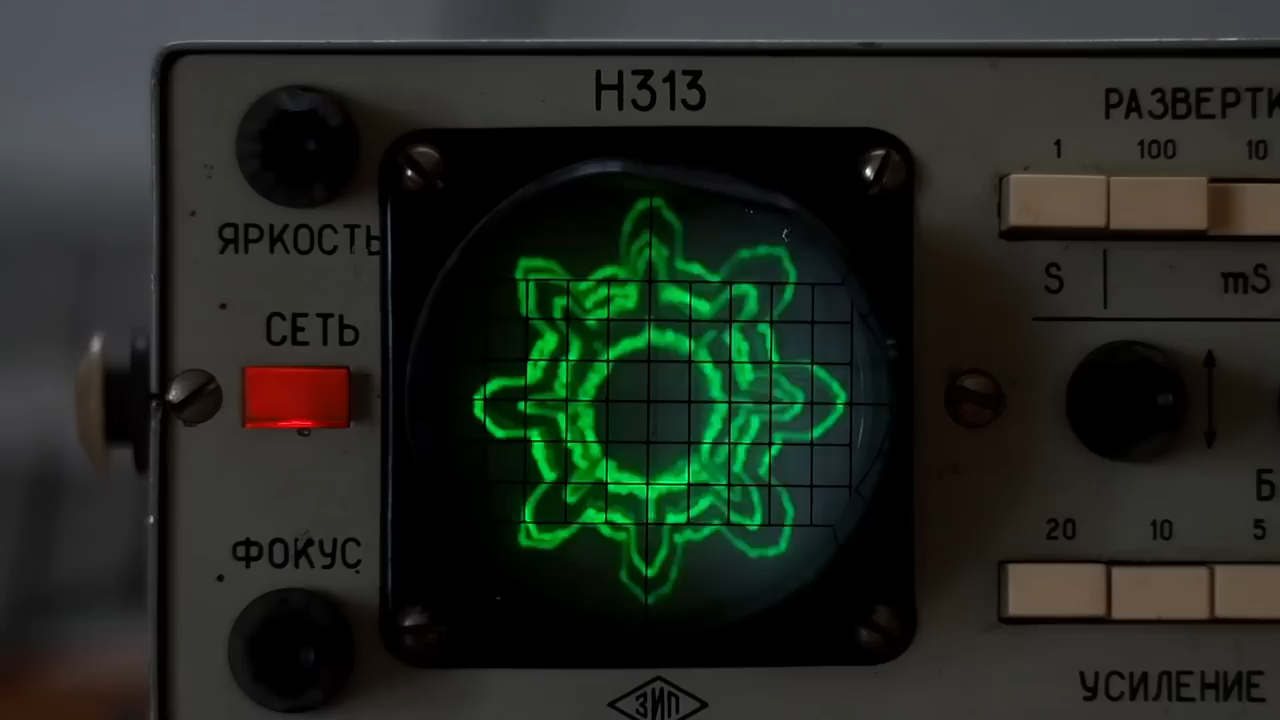 Н313
РАЗВЕРТК
1 100 10
ЯРКОСТЬ
S mS
СЕТЬ
Б
20 10 5
ФОКУС
УСИЛЕНИЕ
ЗИП